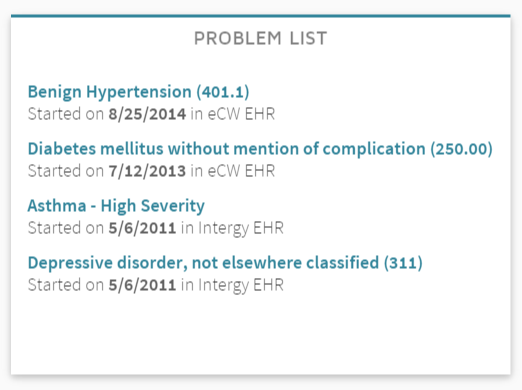 PROBLEM LIST
Benign Hypertension (401.1)
Started on 8/25/2014 in eCW EHR
Diabetes mellitus without mention of complication (250.00)
Started on 7/12/2013 in eCW EHR
Asthma - High Severity
Started on 5/6/2011 in Intergy EHR
Depressive disorder, not elsewhere classified (311)
Started on 5/6/2011 in Intergy EHR